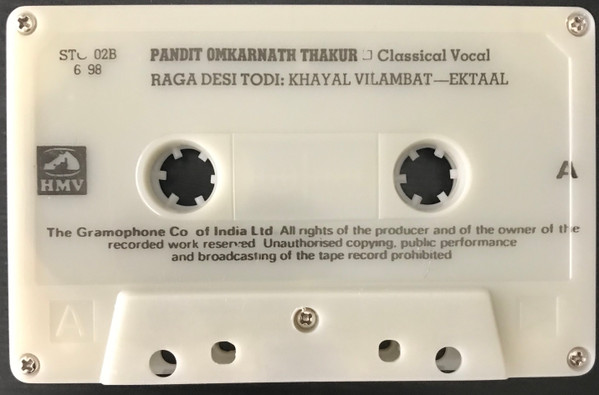 02B
6 98
PANDIT OMKARNATH THAKUR Classical Vocal
RAGA DESI TODI: KHAYAL VILAMBAT—EKTAAL
HMV
A
The Gramophone Co of India Ltd All rights of the producer and of the owner of the
recorded work reserved Unauthorised copying, public performance
and broadcasting of the tape record prohibited
A